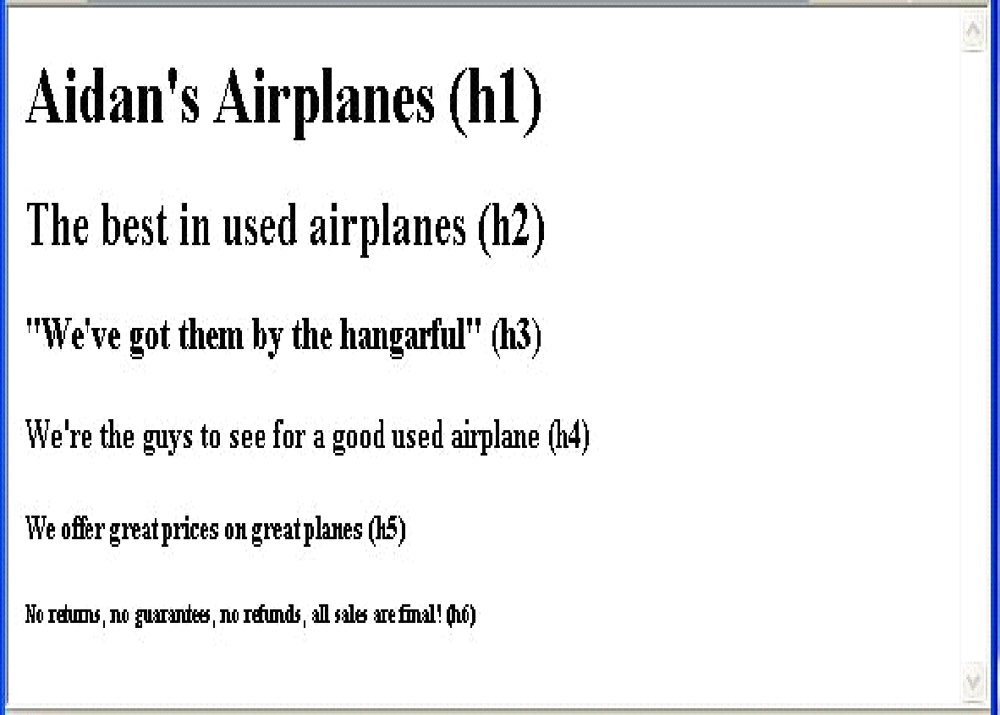 Aidan's Airplanes (h1)
The best in used airplanes (h2)
"We've got them by the hangarful" (h3)
We're the guys to see for a good used airplane (h4)
We offer great prices on great planes (h5)
No returns, no guarantees, no refunds, all sales are final! (h6)